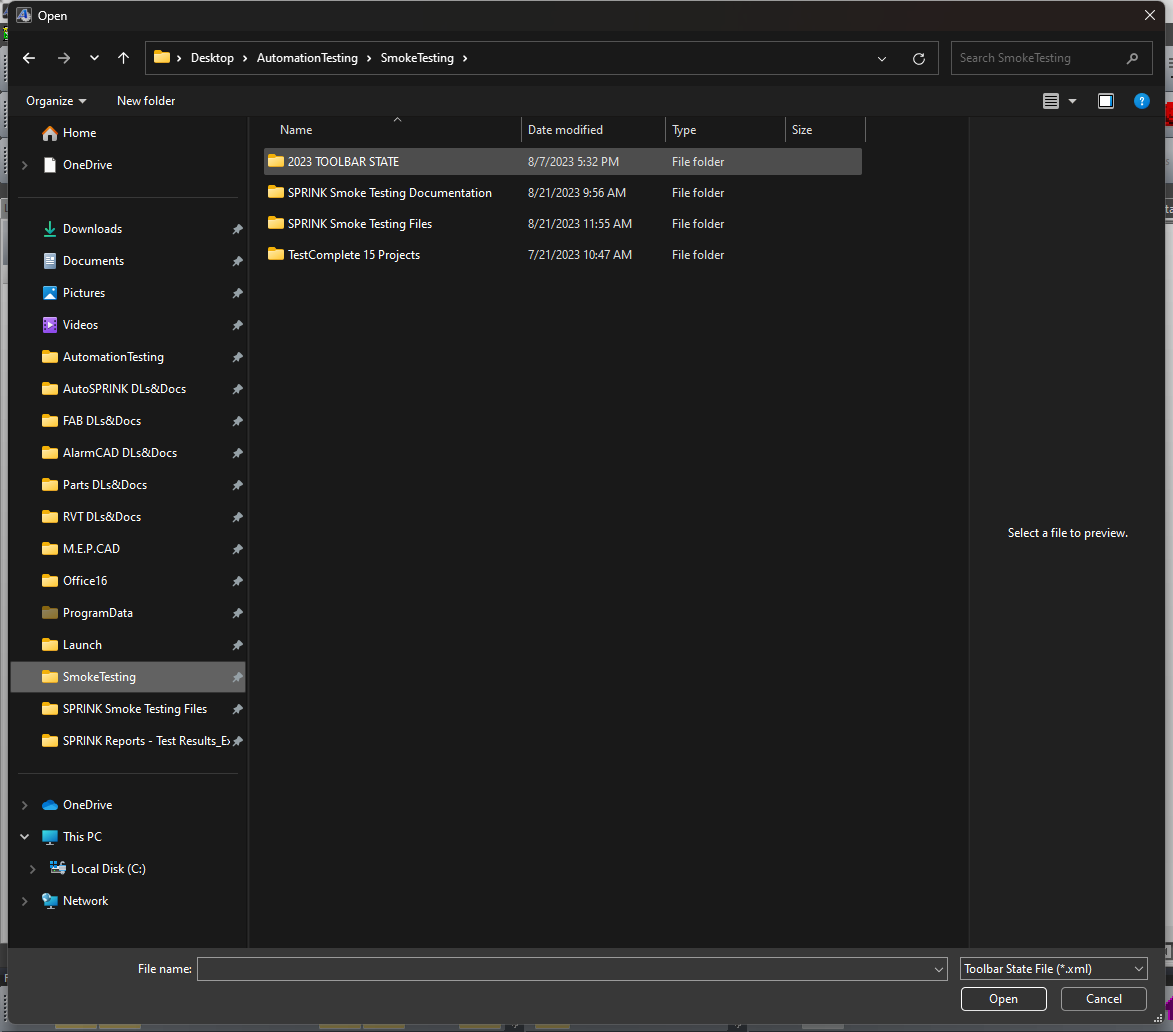 Open
Desktop > AutomationTesting > SmokeTesting >
Search SmokeTesting
Organize
New folder
Home
OneDrive
Downloads
Documents
Pictures
Videos
AutomationTesting
AutoSPRINK DLs&Docs
FAB DLs&Docs
AlarmCAD DLs&Docs
Parts DLs&Docs
RVT DLs&Docs
M.E.P.CAD
Office16
ProgramData
Launch
SmokeTesting
SPRINK Smoke Testing Files
SPRINK Reports - Test Results_Ex
OneDrive
This PC
Local Disk (C:)
Network
Name Date modified Type Size
2023 TOOLBAR STATE 8/7/2023 5:32 PM File folder
SPRINK Smoke Testing Documentation 8/21/2023 9:56 AM File folder
SPRINK Smoke Testing Files 8/21/2023 11:55 AM File folder
TestComplete 15 Projects 7/21/2023 10:47 AM File folder
Select a file to preview.
File name:
Toolbar State File (*.xml)
Open
Cancel